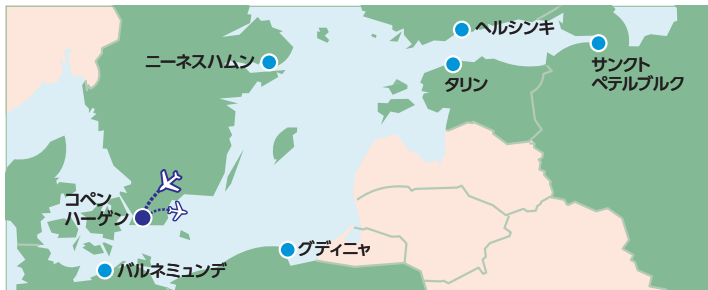 ヘルシンキ
ニーネスハムン
サンクト
ペテルブルク
タリン
コペン
ハーゲン
グディニャ
バルネミュンデ